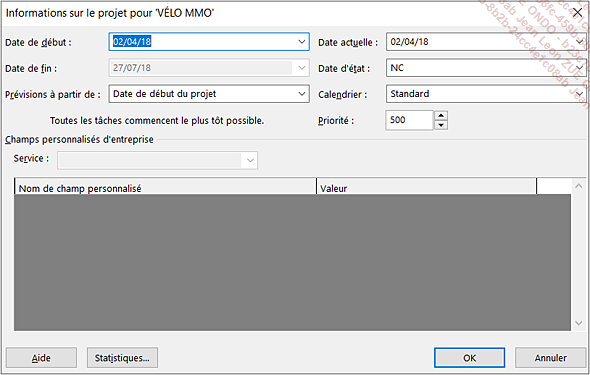 Informations sur le projet pour 'VÉLO MMO'
Date de début : 02/04/18 Date actuelle : 02/04/18
Date de fin : 27/07/18 Date d'état : NC
Prévisions à partir de : Date de début du projet Calendrier : Standard
Toutes les tâches commencent le plus tôt possible. Priorité : 500
Champs personnalisés d'entreprise
Service :
Nom de champ personnalisé Valeur
Aide Statistiques... OK Annuler